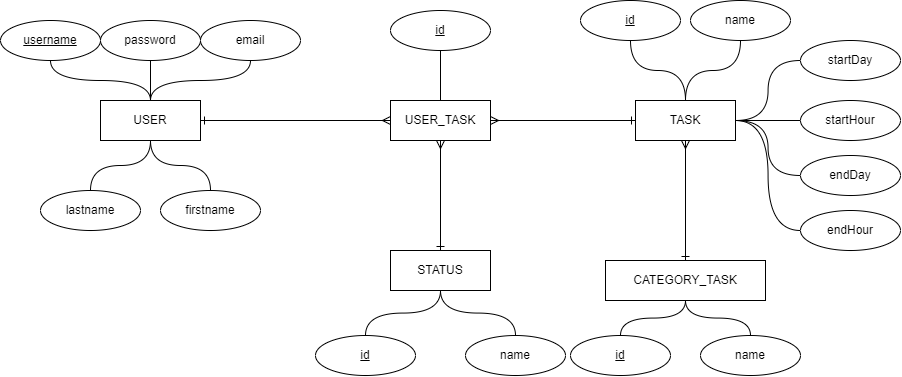 username
password
email
id
id
name
startDay
USER
USER_TASK
TASK
startHour
endDay
lastname
firstname
endHour
STATUS
CATEGORY_TASK
id
name
id
name